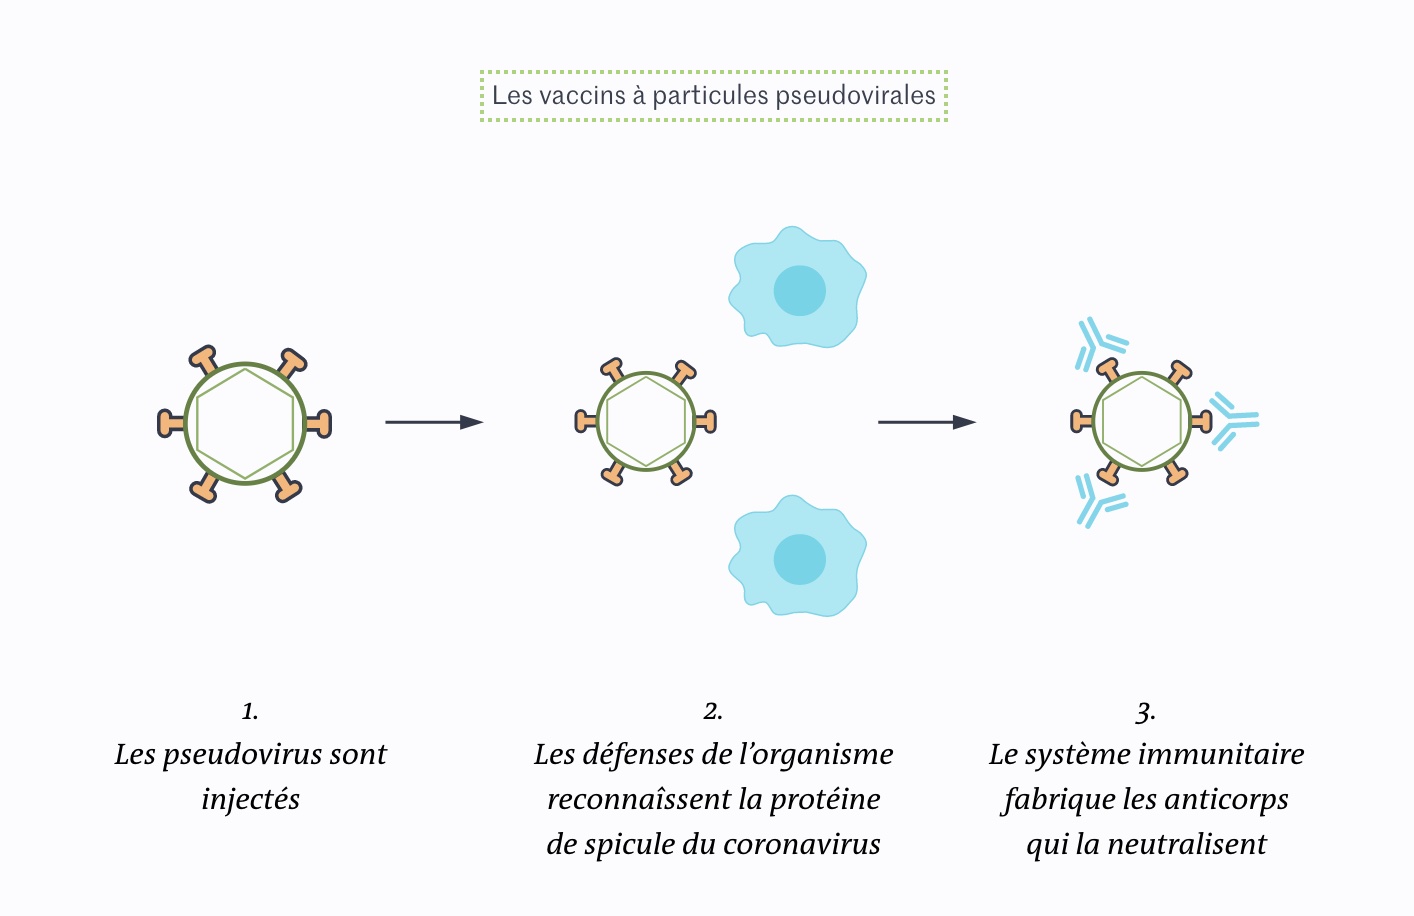 Les vaccins à particules pseudovirales
1.
Les pseudovirus sont
injectés
2.
Les défenses de l’organisme
reconnaîssent la protéine
de spicule du coronavirus
3.
Le système immunitaire
fabrique les anticorps
qui la neutralisent